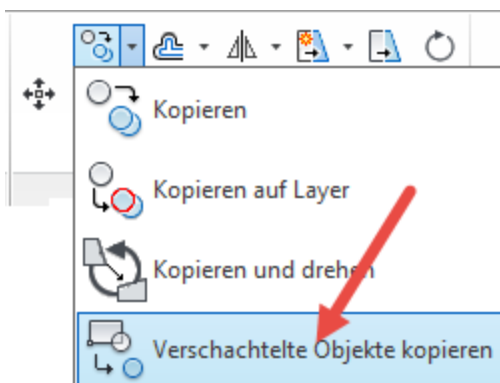 Kopieren
Kopieren auf Layer
Kopieren und drehen
Verschachtelte Objekte kopieren